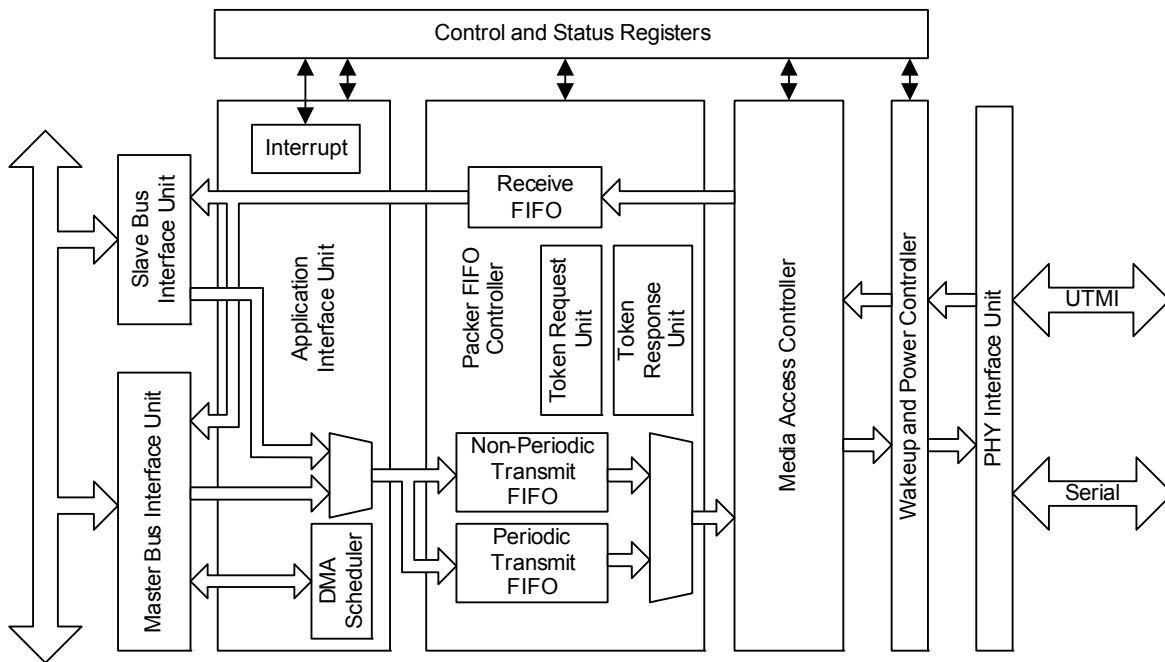 Control and Status Registers
Interrupt
Slave Bus
Interface Unit
Receive
FIFO
Application
Interface Unit
Packer FIFO
Controller
Token Request
Unit
Token
Response
Unit
Media Access Controller
Wakeup and Power Controller
PHY Interface Unit
UTMI
Serial
Master Bus Interface Unit
Non-Periodic
Transmit
FIFO
Periodic
Transmit
FIFO
DMA
Scheduler